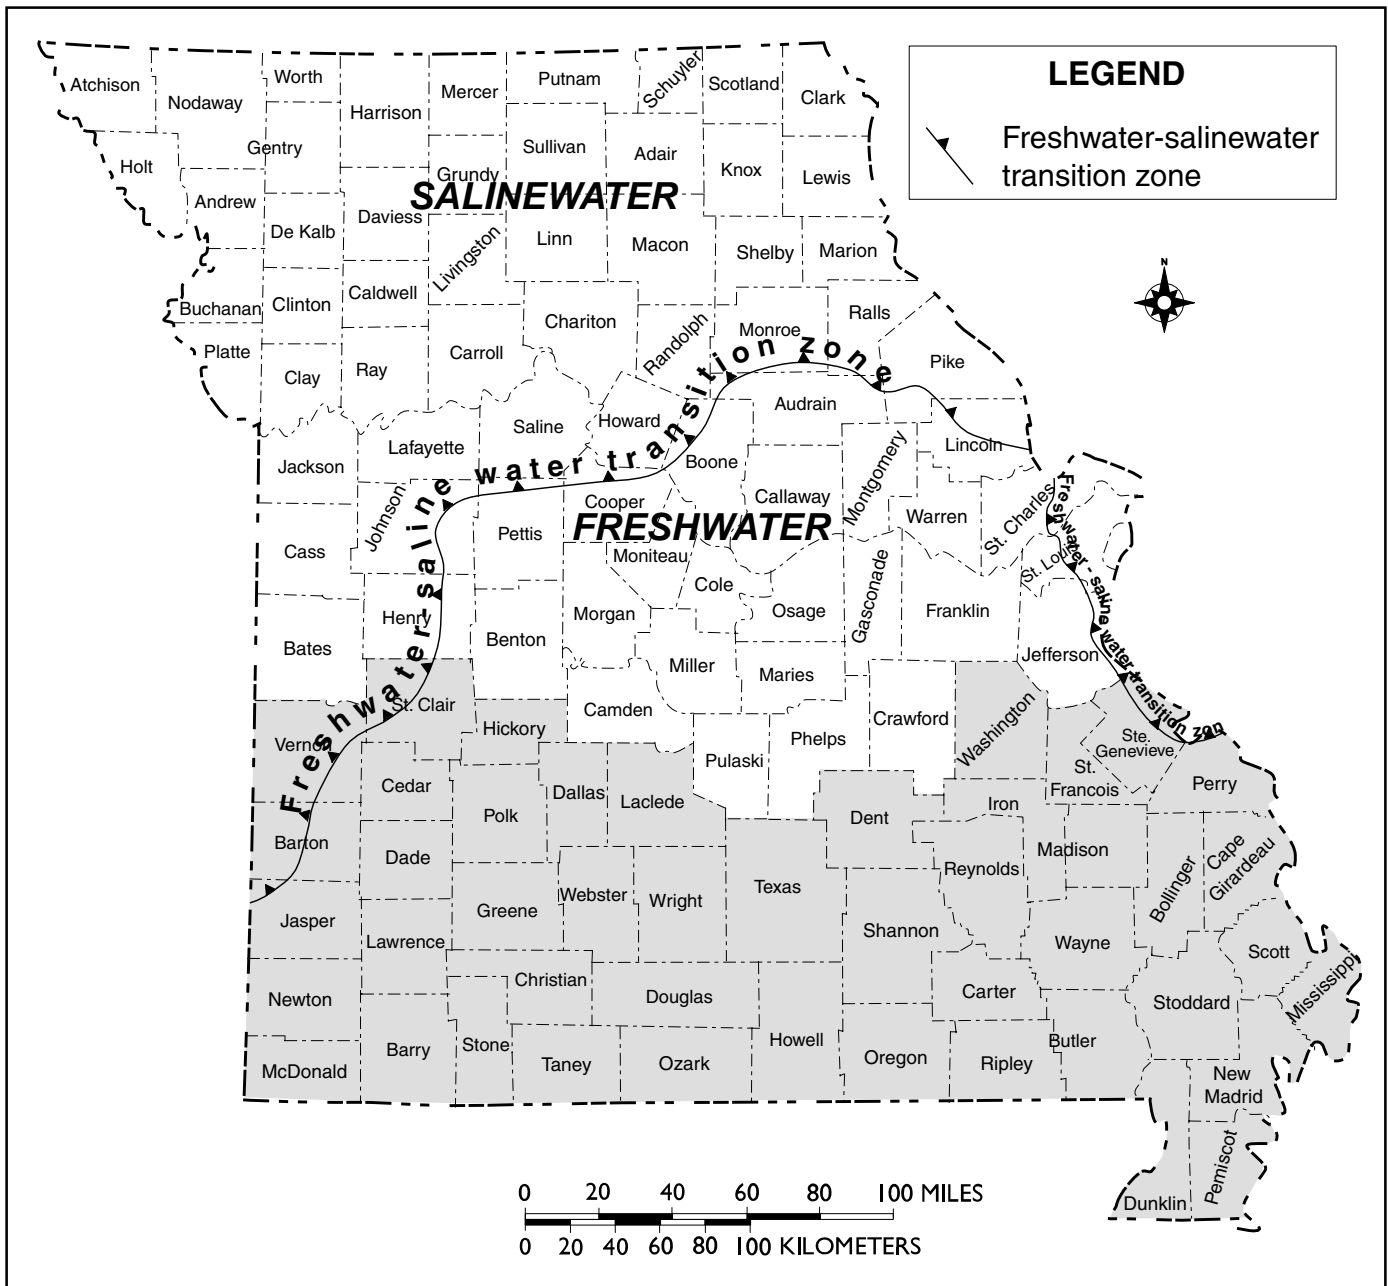 LEGEND
Freshwater-salinewater
transition zone
N
Atchison
Nodaway
Worth
Harrison
Mercer
Putnam
Schuyler
Scotland
Clark
Holt
Gentry
Grundy
Sullivan
Adair
Knox
Lewis
SALINEWATER
Andrew
De Kalb
Daviess
Livingston
Linn
Macon
Shelby
Marion
Buchanan
Clinton
Caldwell
Chariton
Randolph
Monroe
Ralls
Platte
Clay
Ray
Carroll
Pike
Freshwater-saline water transition zone
Jackson
Lafayette
Saline
Howard
Boone
Audrain
Lincoln
Johnson
Cooper
Callaway
Montgomery
Warren
St. Charles
FRESHWATER
Cass
Pettis
Moniteau
Cole
St. Louis
Fresh water - saline water transition zon
Bates
Henry
Benton
Morgan
Miller
Osage
Maries
Gasconade
Franklin
Jefferson
Vernon
St. Clair
Hickory
Camden
Pulaski
Phelps
Crawford
Washington
Ste.
Genevieve
St.
Francois
Perry
Barton
Cedar
Polk
Dallas
Laclede
Dent
Iron
Madison
Bollinger
Cape
Girardeau
Jasper
Dade
Greene
Webster
Wright
Texas
Reynolds
Shannon
Wayne
Scott
Mississippi
Lawrence
Christian
Newton
Douglas
Carter
Stoddard
McDonald
Barry
Stone
Taney
Ozark
Howell
Oregon
Ripley
Butler
New
Madrid
Dunklin
Pemiscot
0 20 40 60 80 100 MILES
0 20 40 60 80 100 KILOMETERS